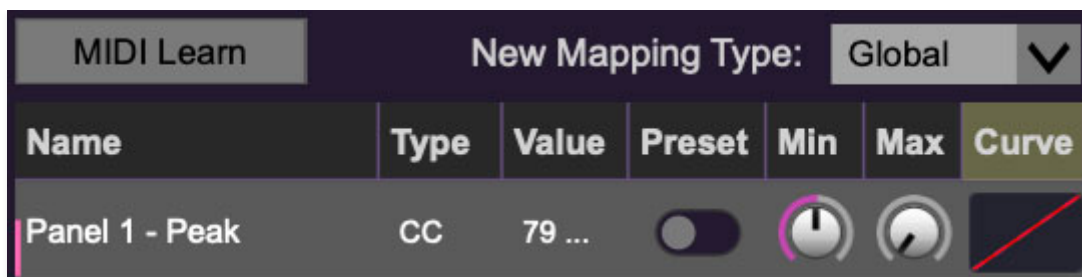 MIDI Learn New Mapping Type: Global
Name Type Value Preset Min Max Curve
Panel 1 - Peak CC 79 ...